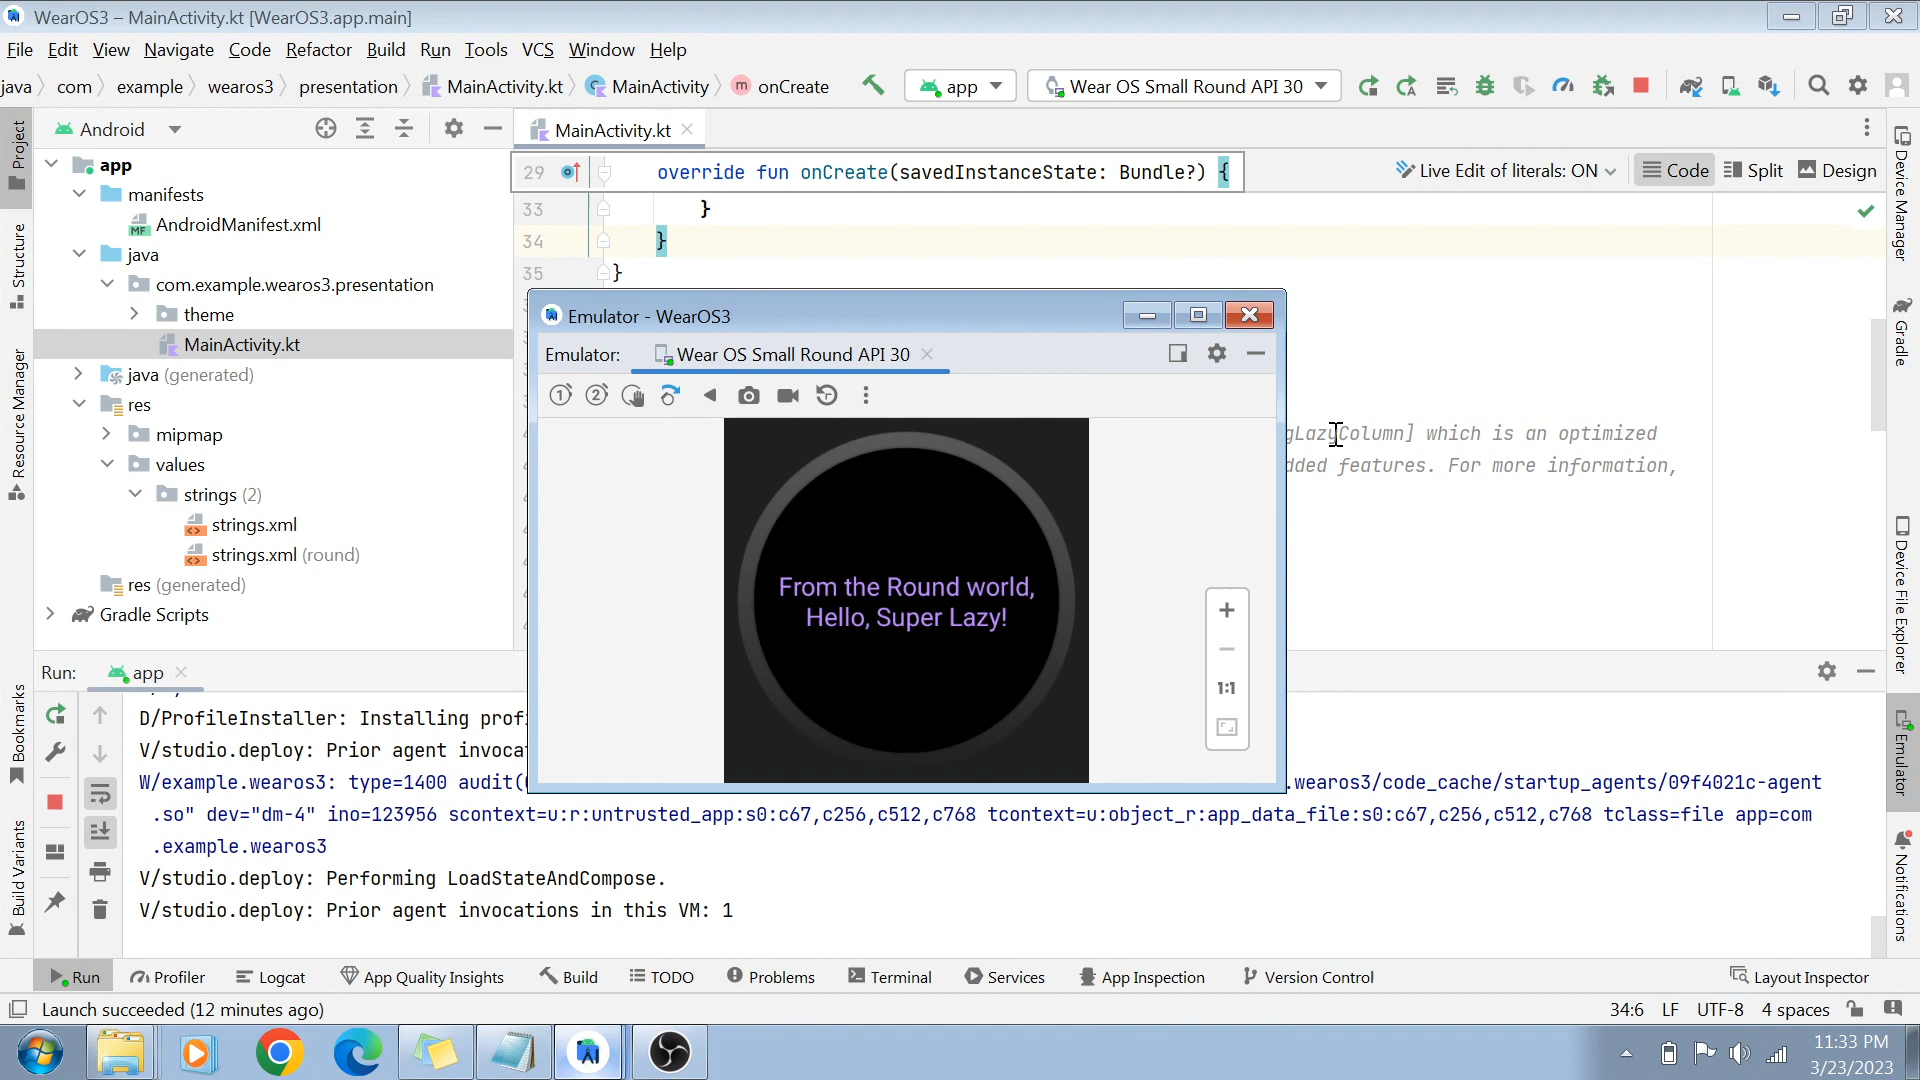 WearOS3 – MainActivity.kt [WearOS3.app.main]
File Edit View Navigate Code Refactor Build Run Tools VCS Window Help
java com example wearos3 presentation MainActivity.kt MainActivity m onCreate app Wear OS Small Round API 30
Android
MainActivity.kt
Project
Structure
Resource Manager
Bookmarks
Build Variants
app
manifests
MF AndroidManifest.xml
java
com.example.wearos3.presentation
theme
MainActivity.kt
java (generated)
res
mipmap
values
strings (2)
strings.xml
strings.xml (round)
res (generated)
Gradle Scripts
29 override fun onCreate(savedInstanceState: Bundle?) {
Live Edit of literals: ON Code Split Design
33 }
34 }
35 }
gLazyColumn] which is an optimized
dded features. For more information,
Emulator - WearOS3
Emulator: Wear OS Small Round API 30
1 2
From the Round world,
Hello, Super Lazy!
1:1
Device Manager
Gradle
Device File Explorer
Emulator
Notifications
Run: app
D/ProfileInstaller: Installing prof
V/studio.deploy: Prior agent invoca
W/example.wearos3: type=1400 audit( .wearos3/code_cache/startup_agents/09f4021c-agent
.so" dev="dm-4" ino=123956 scontext=u:r:untrusted_app:s0:c67,c256,c512,c768 tcontext=u:object_r:app_data_file:s0:c67,c256,c512,c768 tclass=file app=com
.example.wearos3
V/studio.deploy: Performing LoadStateAndCompose.
V/studio.deploy: Prior agent invocations in this VM: 1
Run Profiler Logcat App Quality Insights Build TODO Problems Terminal Services App Inspection Version Control Layout Inspector
Launch succeeded (12 minutes ago) 34:6 LF UTF-8 4 spaces
11:33 PM
3/23/2023